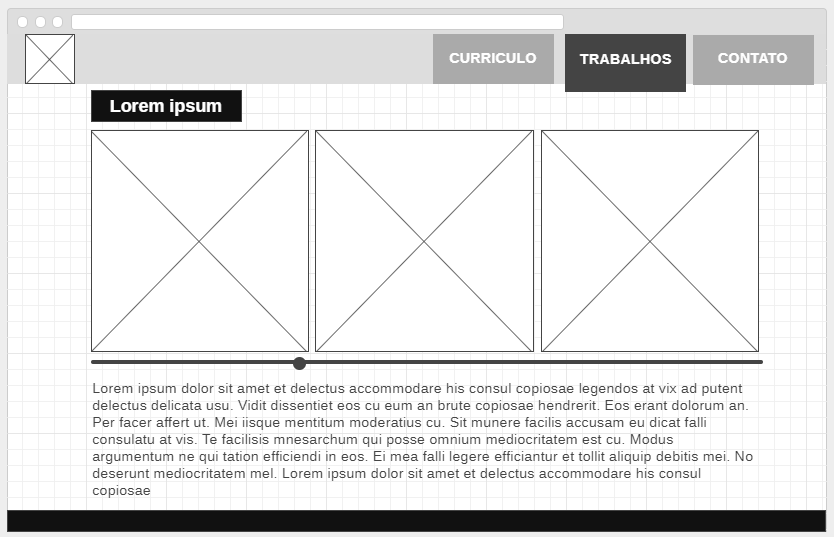 CURRICULO
TRABALHOS
CONTATO
Lorem ipsum
Lorem ipsum dolor sit amet et delectus accommodare his consul copiosae legendos at vix ad putent
delectus delicata usu. Vidit dissentiet eos cu eum an brute copiosae hendrerit. Eos erant dolorum an.
Per facer affert ut. Mei iisque mentitum moderatius cu. Sit munere facilis accusam eu dicat falli
consulatu at vis. Te facilisis mnesarchum qui posse omnium mediocritatem est cu. Modus
argumentum ne qui tation efficiendi in eos. Ei mea falli legere efficiantur et tollit aliquip debitis mei. No
deserunt mediocritatem mel. Lorem ipsum dolor sit amet et delectus accommodare his consul
copiosae